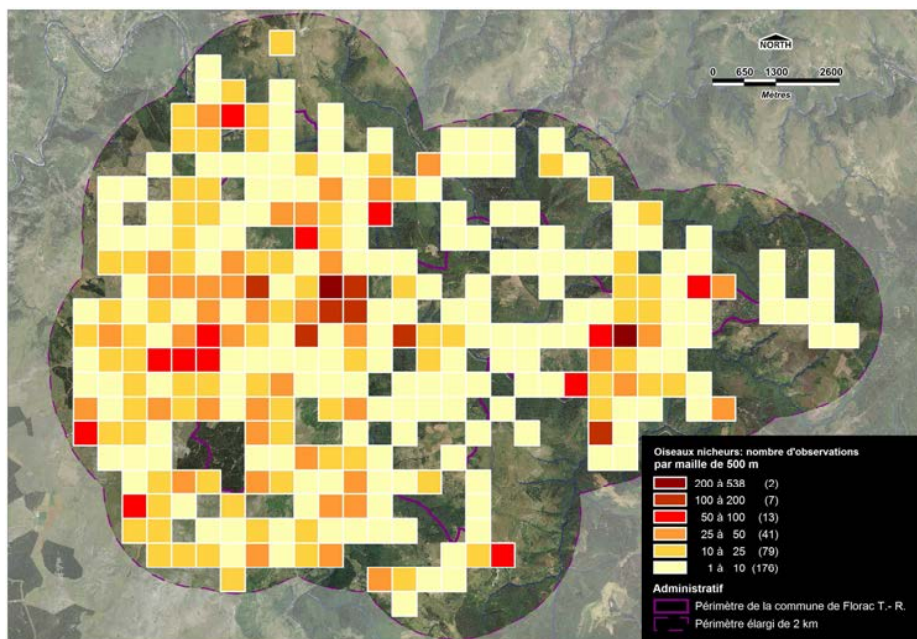 NORTH
0 650 1300 2600
Mètres
Oiseaux nicheurs: nombre d'observations
par maille de 500 m
200 à 538 (2)
100 à 200 (7)
50 à 100 (13)
25 à 50 (41)
10 à 25 (79)
1 à 10 (176)
Administratif
Périmètre de la commune de Florac T.- R.
Périmètre élargi de 2 km